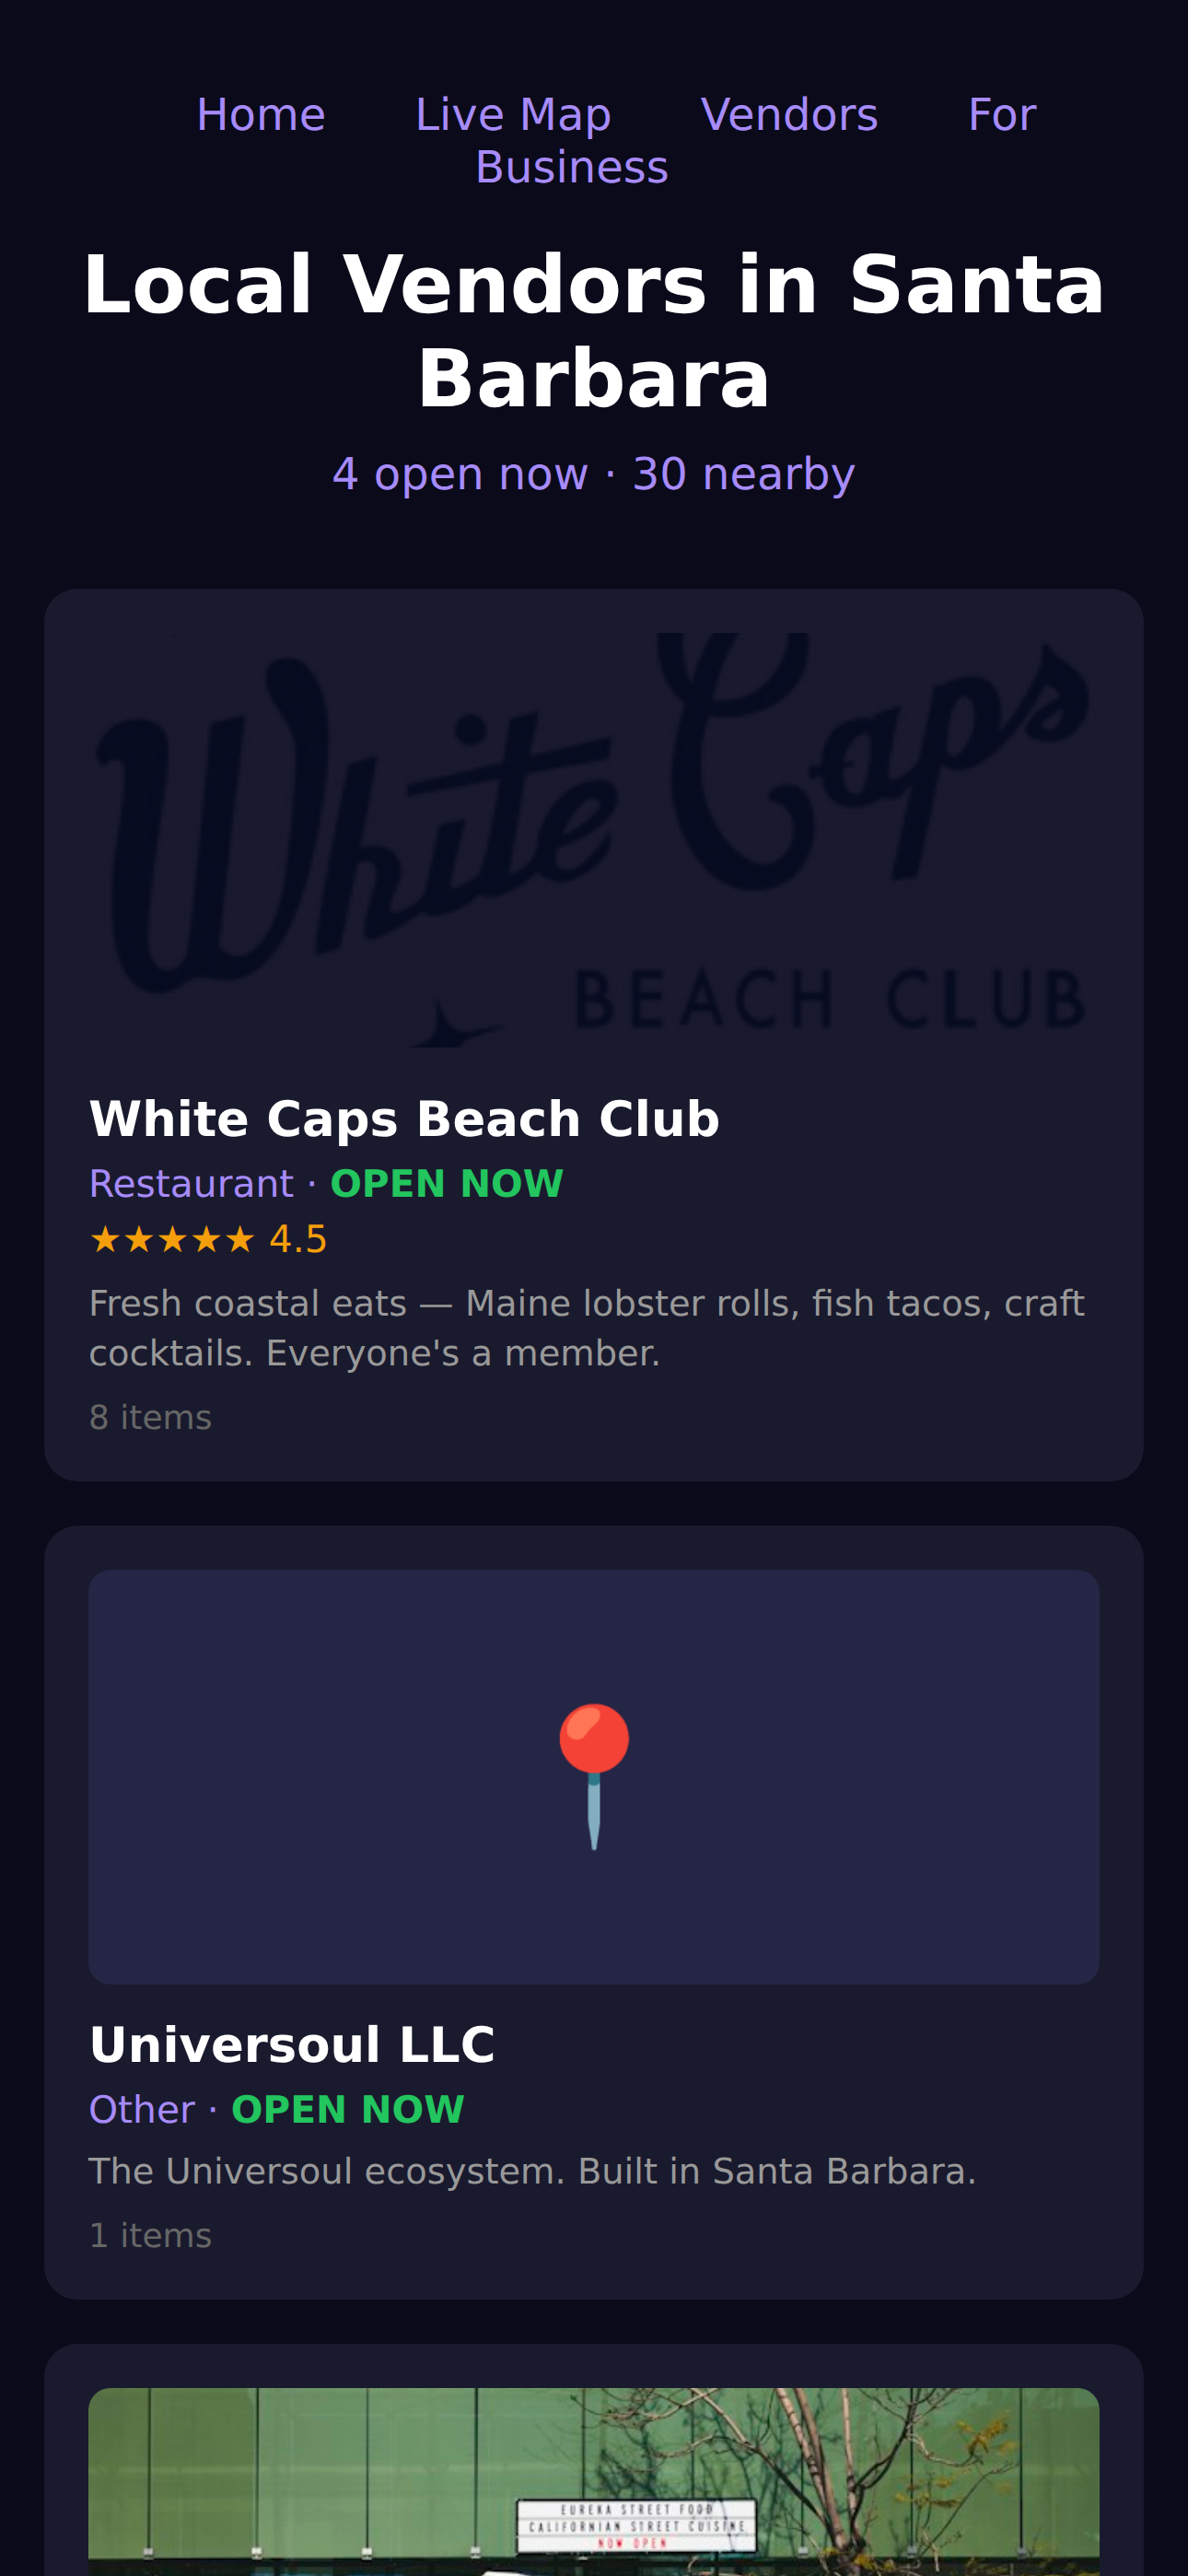 Home Live Map Vendors For
Business
Local Vendors in Santa
Barbara
4 open now · 30 nearby
White Caps
BEACH CLUB
White Caps Beach Club
Restaurant · OPEN NOW
★★★★★ 4.5
Fresh coastal eats — Maine lobster rolls, fish tacos, craft
cocktails. Everyone's a member.
8 items
Universoul LLC
Other · OPEN NOW
The Universoul ecosystem. Built in Santa Barbara.
1 items
EUREKA STREET FOOD
CALIFORNIAN STREET CUISINE
NOW OPEN